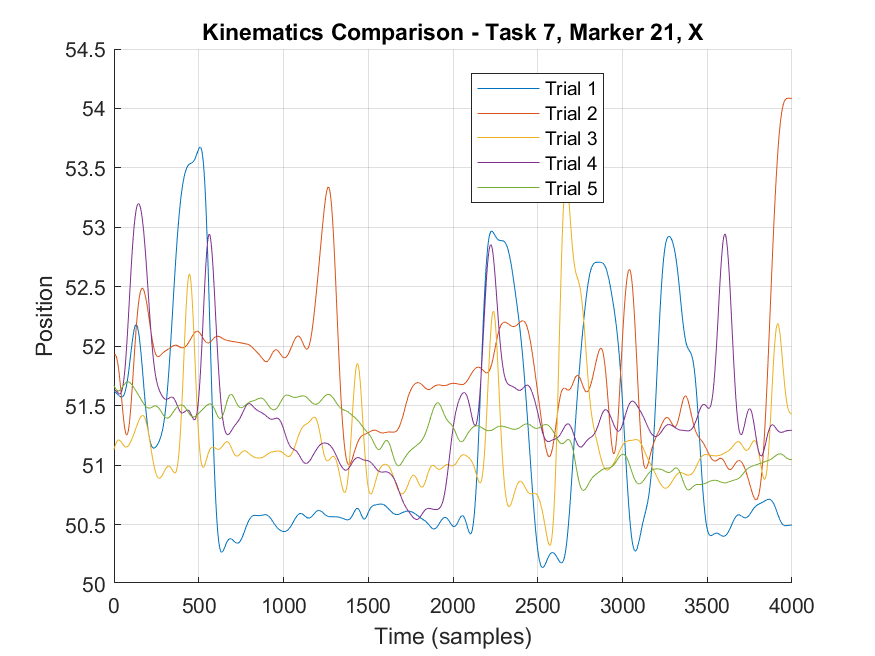 Kinematics Comparison - Task 7, Marker 21, X
54.5
54
53.5
53
52.5
52
51.5
51
50.5
50
Position
Trial 1
Trial 2
Trial 3
Trial 4
Trial 5
0 500 1000 1500 2000 2500 3000 3500 4000
Time (samples)